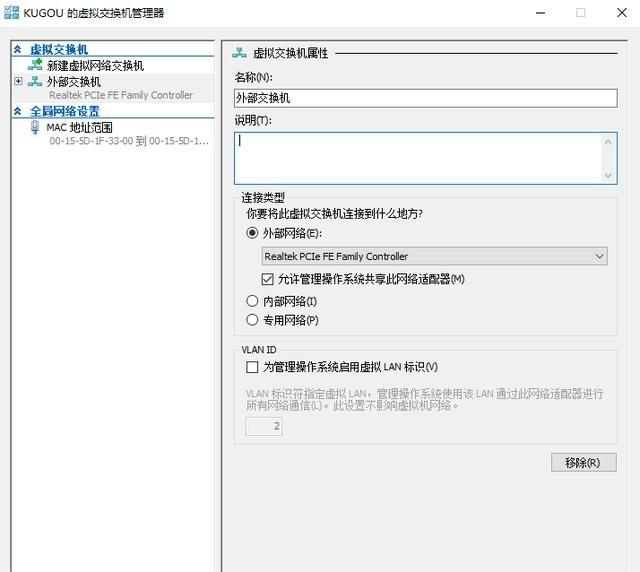 KUGOU 的虚拟交换机管理器
虚拟交换机
新建虚拟网络交换机
外部交换机
Realtek PCIe FE Family Controller
全局网络设置
MAC 地址范围
00-15-5D-1F-33-00 到 00-15-5D-1...
虚拟交换机属性
名称(N):
外部交换机
说明(T):
连接类型
你要将此虚拟交换机连接到什么地方?
外部网络(E):
Realtek PCIe FE Family Controller
允许管理操作系统共享此网络适配器(M)
内部网络(I)
专用网络(P)
VLAN ID
为管理操作系统启用虚拟 LAN 标识(V)
VLAN 标识符指定虚拟 LAN，管理操作系统使用该 LAN 通过此网络适配器进行
所有网络通信(L)。此设置不影响虚拟机网络。
2
移除(R)